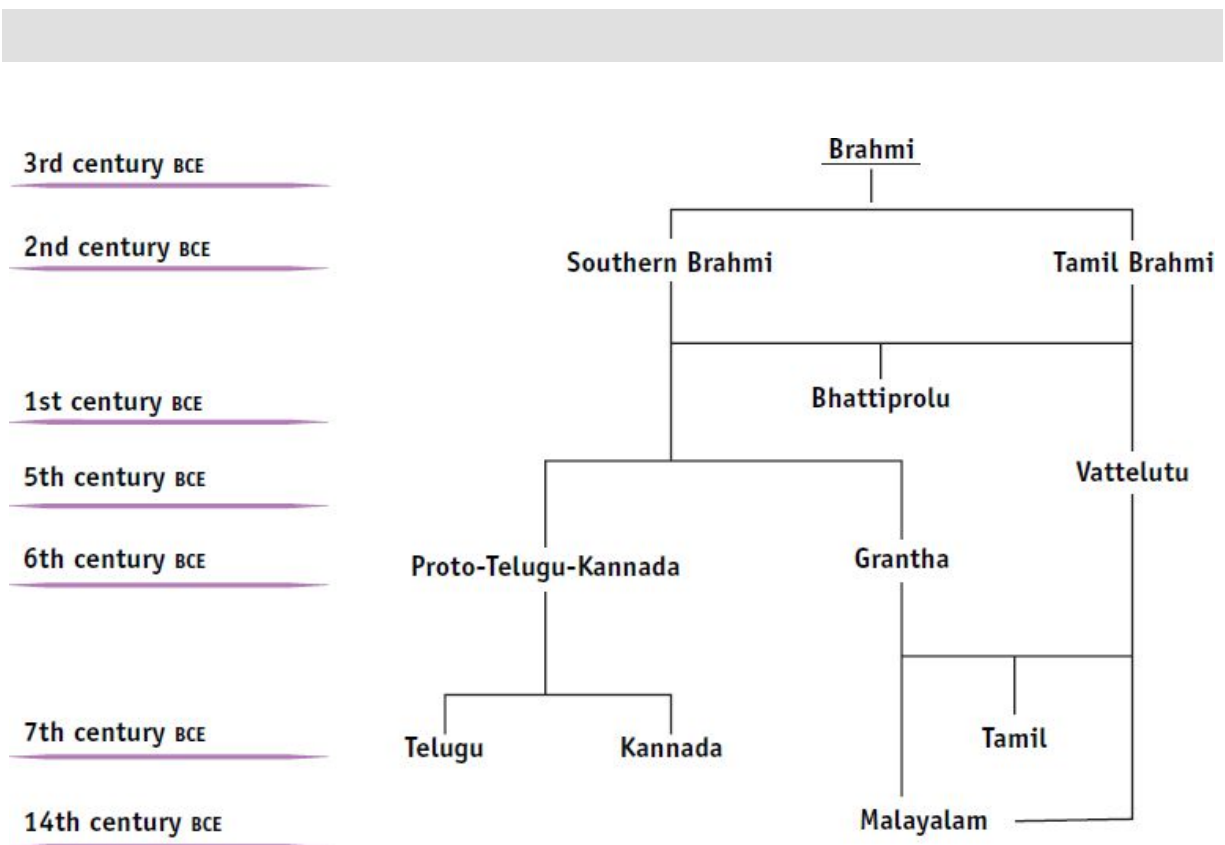 3rd century BCE
Brahmi
2nd century BCE
Southern Brahmi
Tamil Brahmi
1st century BCE
Bhattiprolu
5th century BCE
Vattelutu
6th century BCE
Proto-Telugu-Kannada
Grantha
7th century BCE
Telugu
Kannada
Tamil
14th century BCE
Malayalam